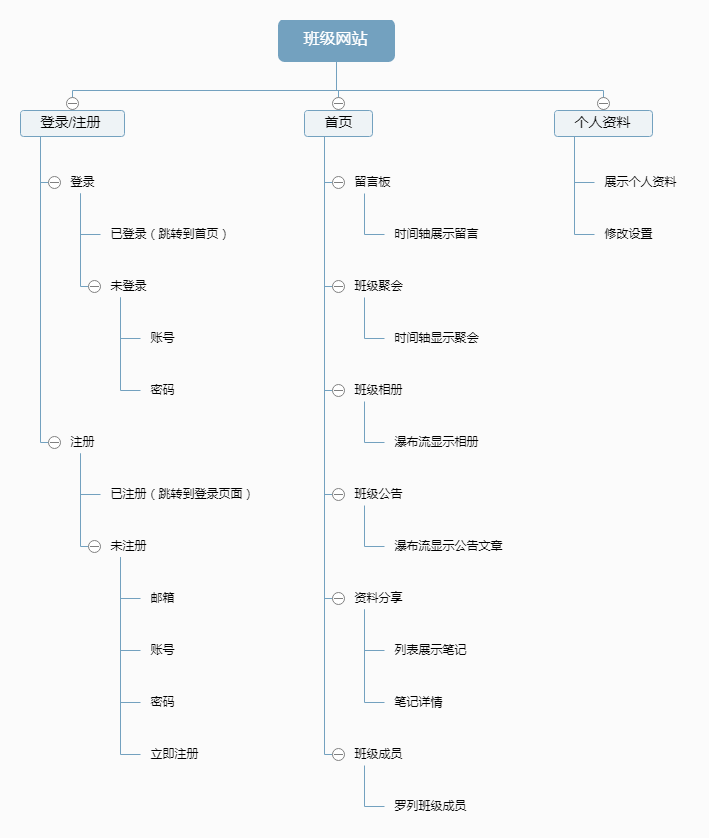 班级网站
登录/注册
登录
已登录（跳转到首页）
未登录
账号
密码
注册
已注册（跳转到登录页面）
未注册
邮箱
账号
密码
立即注册
首页
留言板
时间轴展示留言
班级聚会
时间轴显示聚会
班级相册
瀑布流显示相册
班级公告
瀑布流显示公告文章
资料分享
列表展示笔记
笔记详情
班级成员
罗列班级成员
个人资料
展示个人资料
修改设置